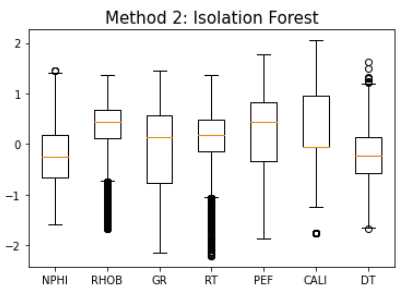 Method 2: Isolation Forest
2
1
0
−1
−2
NPHI RHOB GR RT PEF CALI DT